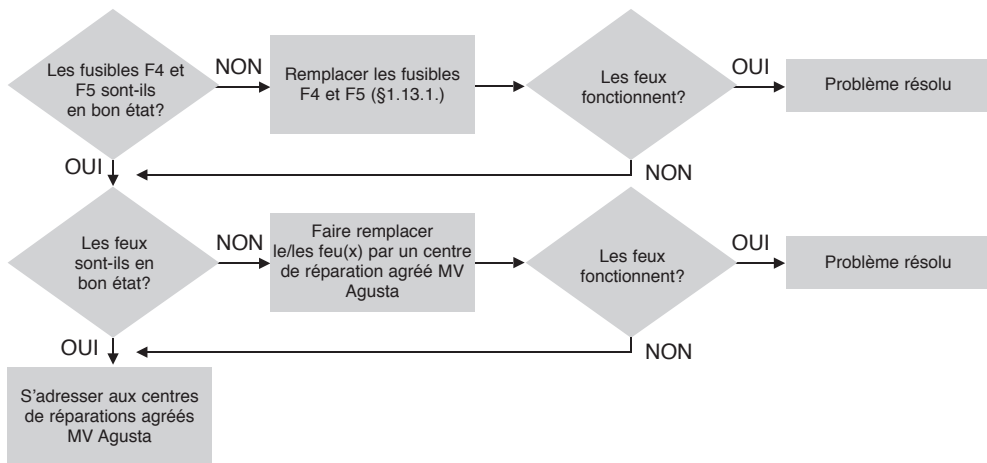 Les fusibles F4 et
F5 sont-ils
en bon état?
NON
Remplacer les fusibles
F4 et F5 (§1.13.1.)
Les feux
fonctionnent?
OUI
Problème résolu
OUI
NON
Les feux
sont-ils en
bon état?
NON
Faire remplacer
le/les feu(x) par un centre
de réparation agréé MV
Agusta
Les feux
fonctionnent?
OUI
Problème résolu
OUI
NON
S'adresser aux centres
de réparations agréés
MV Agusta